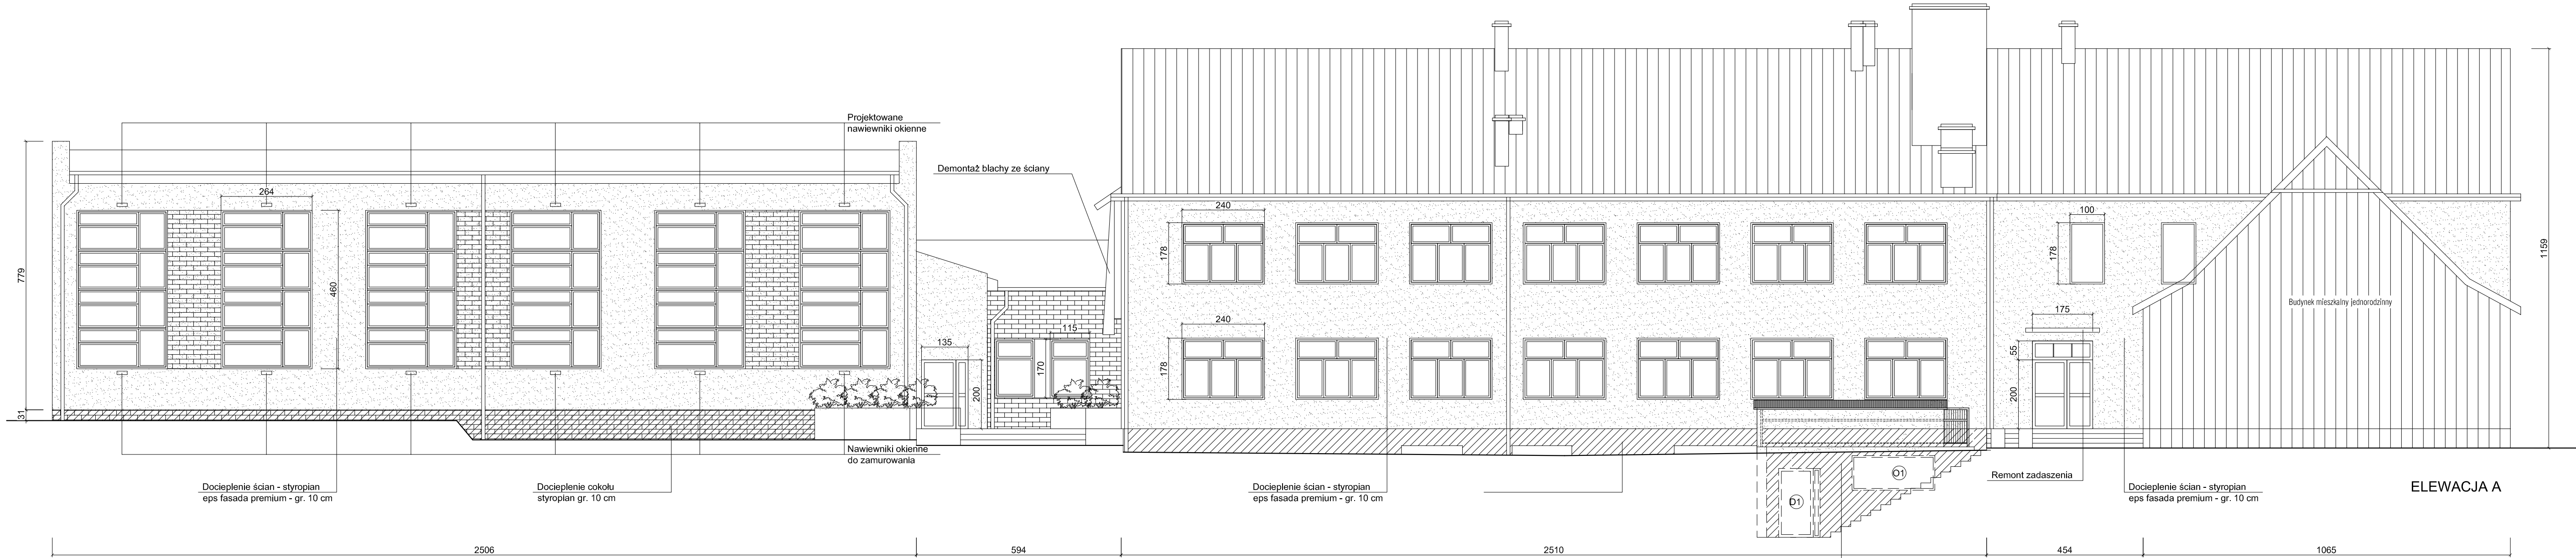 Projektowane
nawiewniki okienne
Demontaż blachy ze ściany
264
460
779
31
135
200
115
170
240
178
240
178
100
178
175
55
200
1159
Budynek mieszkalny jednorodzinny
Nawiewniki okienne
do zamurowania
Docieplenie ścian - styropian
eps fasada premium - gr. 10 cm
Docieplenie cokołu
styropian gr. 10 cm
Docieplenie ścian - styropian
eps fasada premium - gr. 10 cm
O1
D1
Remont zadaszenia
Docieplenie ścian - styropian
eps fasada premium - gr. 10 cm
ELEWACJA A
2506
594
2510
454
1065